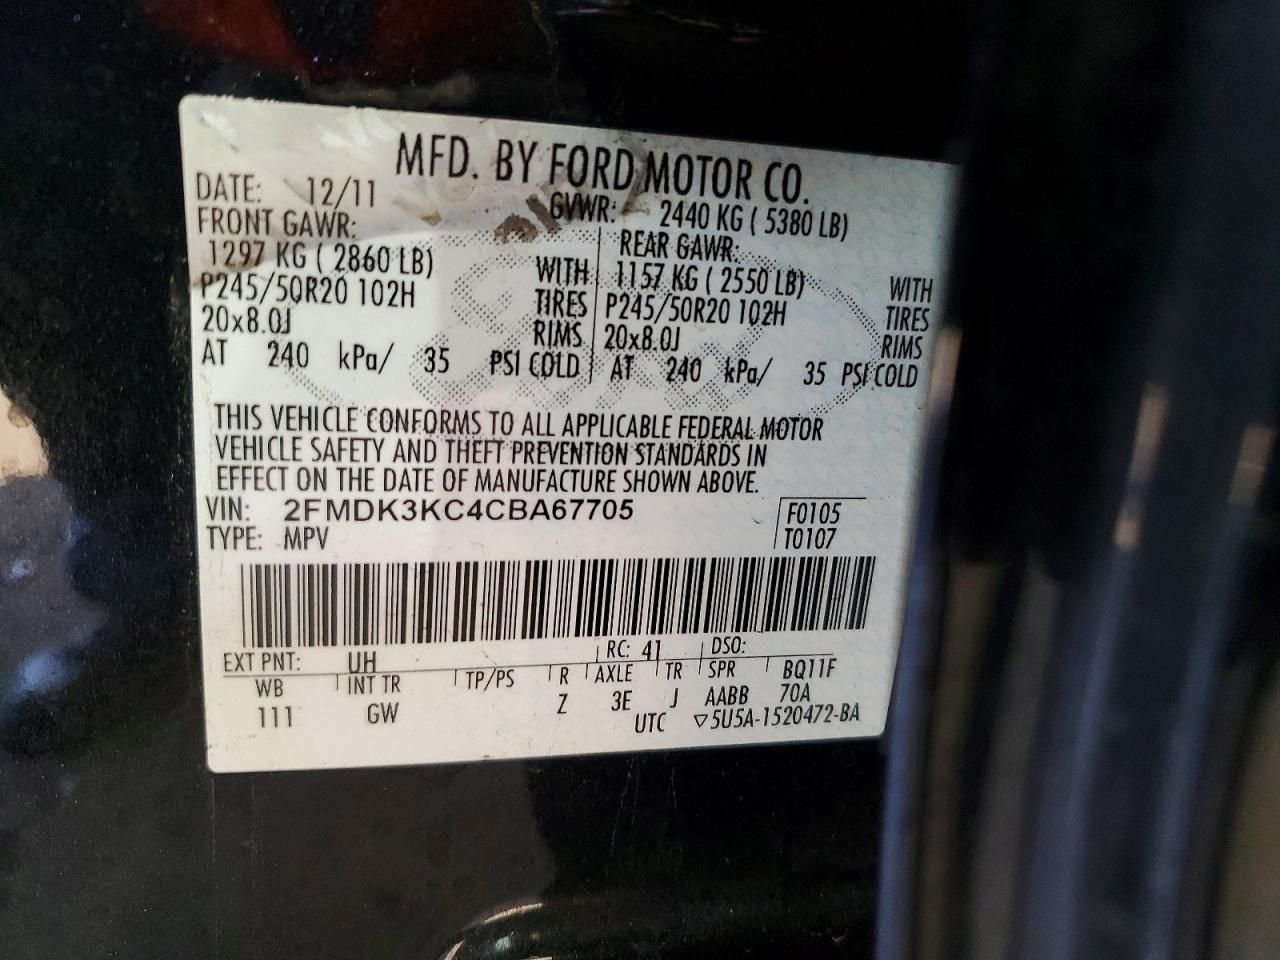 MFD. BY FORD MOTOR CO.
DATE: 12/11 GVWR: 2440 KG ( 5380 LB)
FRONT GAWR: REAR GAWR:
1297 KG ( 2860 LB) WITH 1157 KG ( 2550 LB) WITH
P245/50R20 102H TIRES P245/50R20 102H TIRES
20x8.0J RIMS 20x8.0J RIMS
AT 240 kPa/ 35 PSI COLD AT 240 kPa/ 35 PSI COLD
THIS VEHICLE CONFORMS TO ALL APPLICABLE FEDERAL MOTOR
VEHICLE SAFETY AND THEFT PREVENTION STANDARDS IN
EFFECT ON THE DATE OF MANUFACTURE SHOWN ABOVE.
VIN: 2FMDK3KC4CBA67705 F0105
TYPE: MPV T0107
EXT PNT: UH RC: 41 DSO:
WB INT TR TP/PS R AXLE TR SPR BQ11F
111 GW Z 3E J AABB 70A
UTC ▽5U5A-1520472-BA